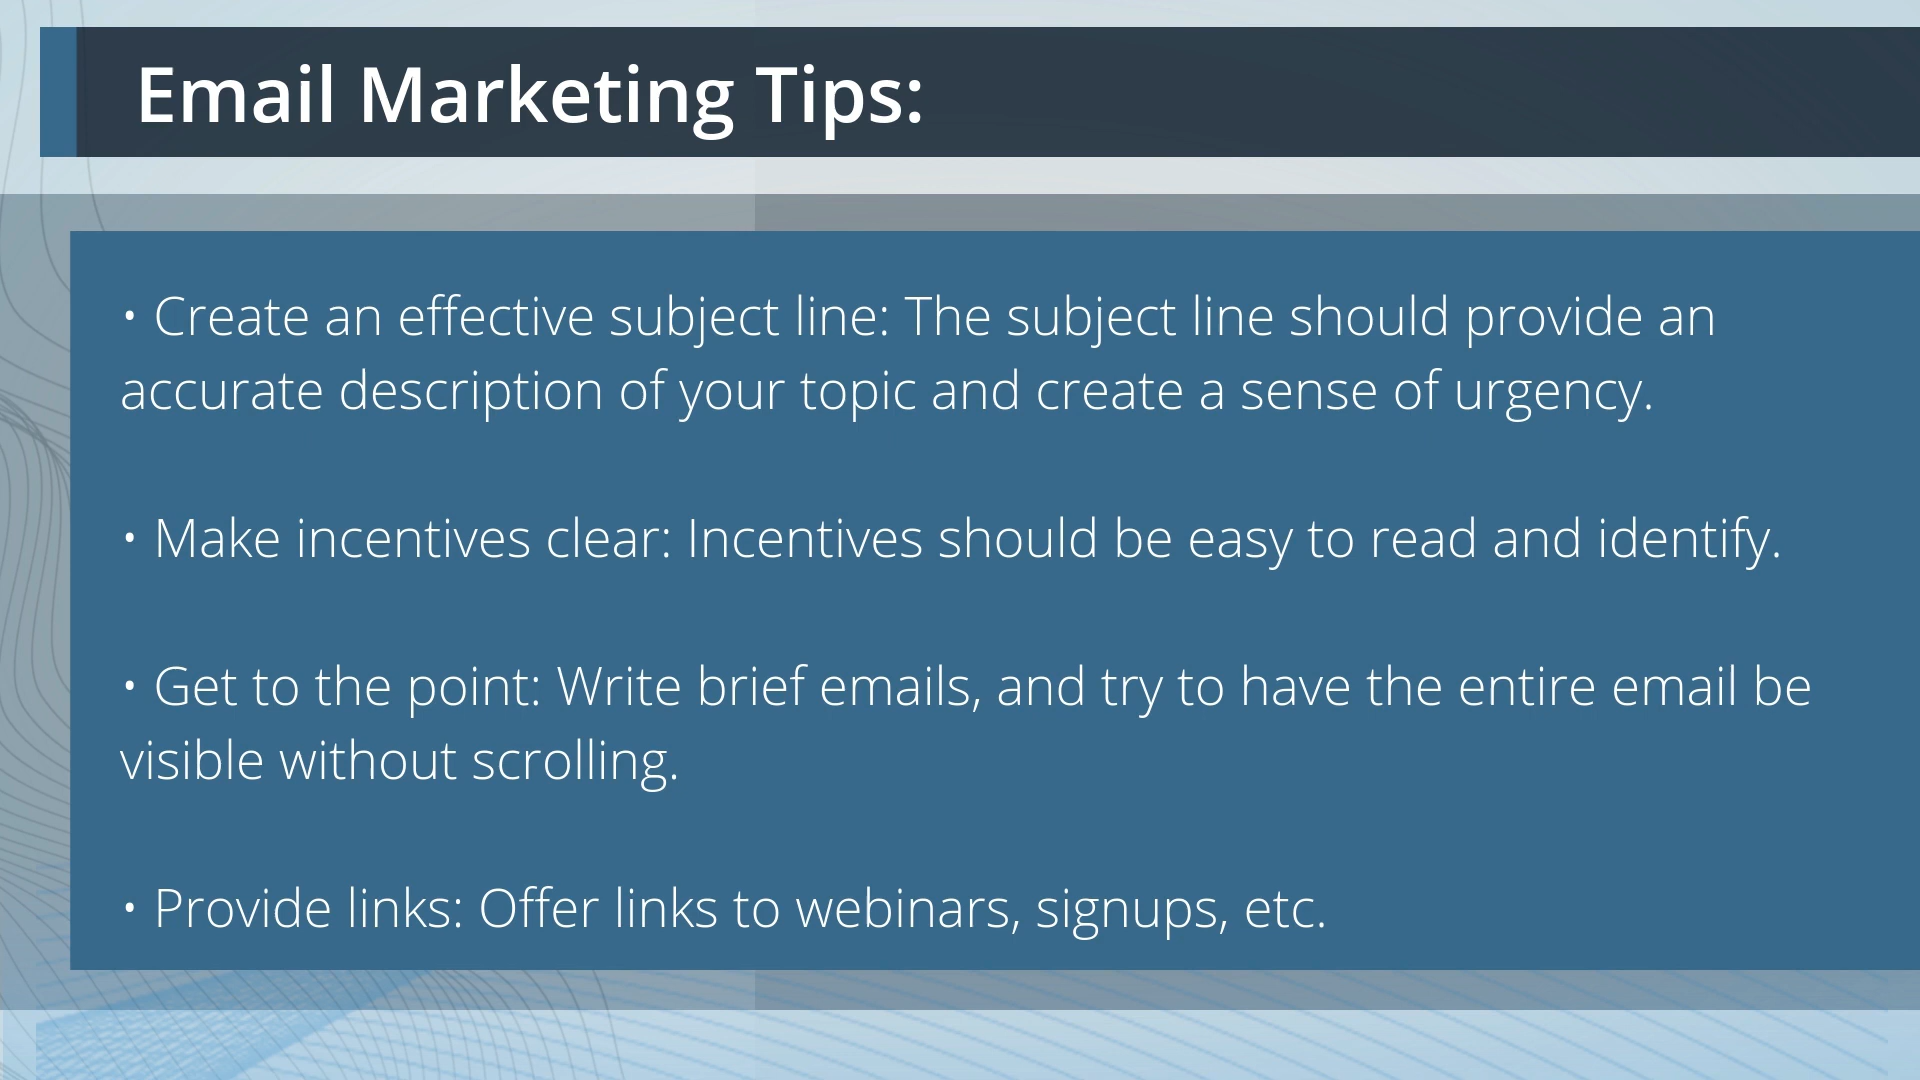 Email Marketing Tips:
• Create an effective subject line: The subject line should provide an
accurate description of your topic and create a sense of urgency.
• Make incentives clear: Incentives should be easy to read and identify.
• Get to the point: Write brief emails, and try to have the entire email be
visible without scrolling.
• Provide links: Offer links to webinars, signups, etc.